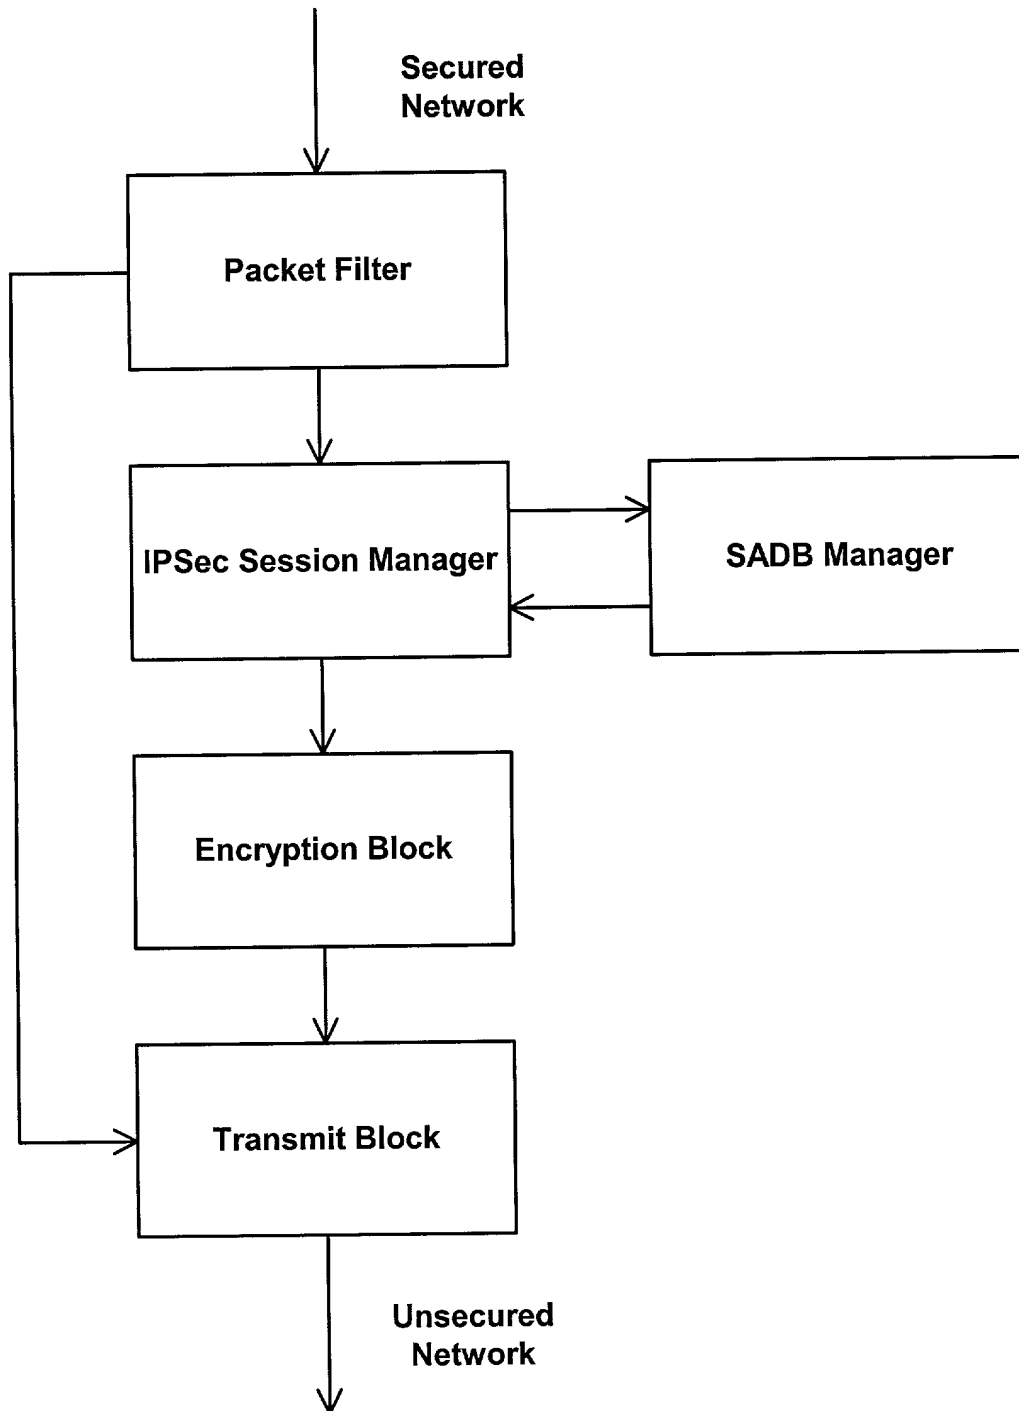 Secured
Network
Packet Filter
IPSec Session Manager
SADB Manager
Encryption Block
Transmit Block
Unsecured
Network